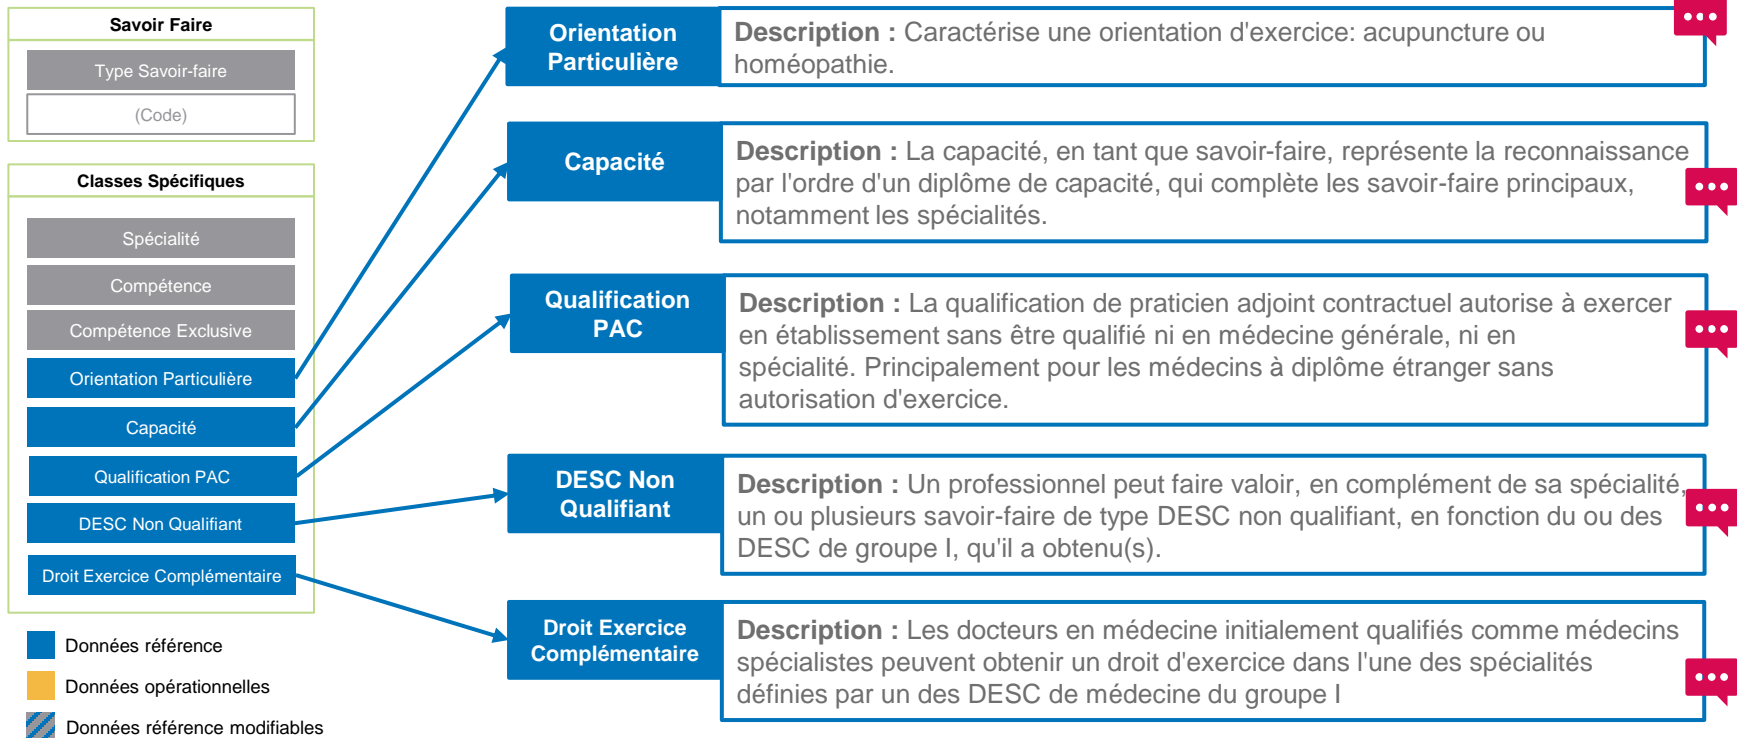 Savoir Faire
Type Savoir-faire
(Code)
Classes Spécifiques
Spécialité
Compétence
Compétence Exclusive
Orientation Particulière
Capacité
Qualification PAC
DESC Non Qualifiant
Droit Exercice Complémentaire
Données référence
Données opérationnelles
Données référence modifiables
Orientation
Particulière
Description : Caractérise une orientation d'exercice: acupuncture ou
homéopathie.
Capacité
Description : La capacité, en tant que savoir-faire, représente la reconnaissance
par l'ordre d'un diplôme de capacité, qui complète les savoir-faire principaux,
notamment les spécialités.
Qualification
PAC
Description : La qualification de praticien adjoint contractuel autorise à exercer
en établissement sans être qualifié ni en médecine générale, ni en
spécialité. Principalement pour les médecins à diplôme étranger sans
autorisation d'exercice.
DESC Non
Qualifiant
Description : Un professionnel peut faire valoir, en complément de sa spécialité,
un ou plusieurs savoir-faire de type DESC non qualifiant, en fonction du ou des
DESC de groupe I, qu'il a obtenu(s).
Droit Exercice
Complémentaire
Description : Les docteurs en médecine initialement qualifiés comme médecins
spécialistes peuvent obtenir un droit d'exercice dans l'une des spécialités
définies par un des DESC de médecine du groupe I